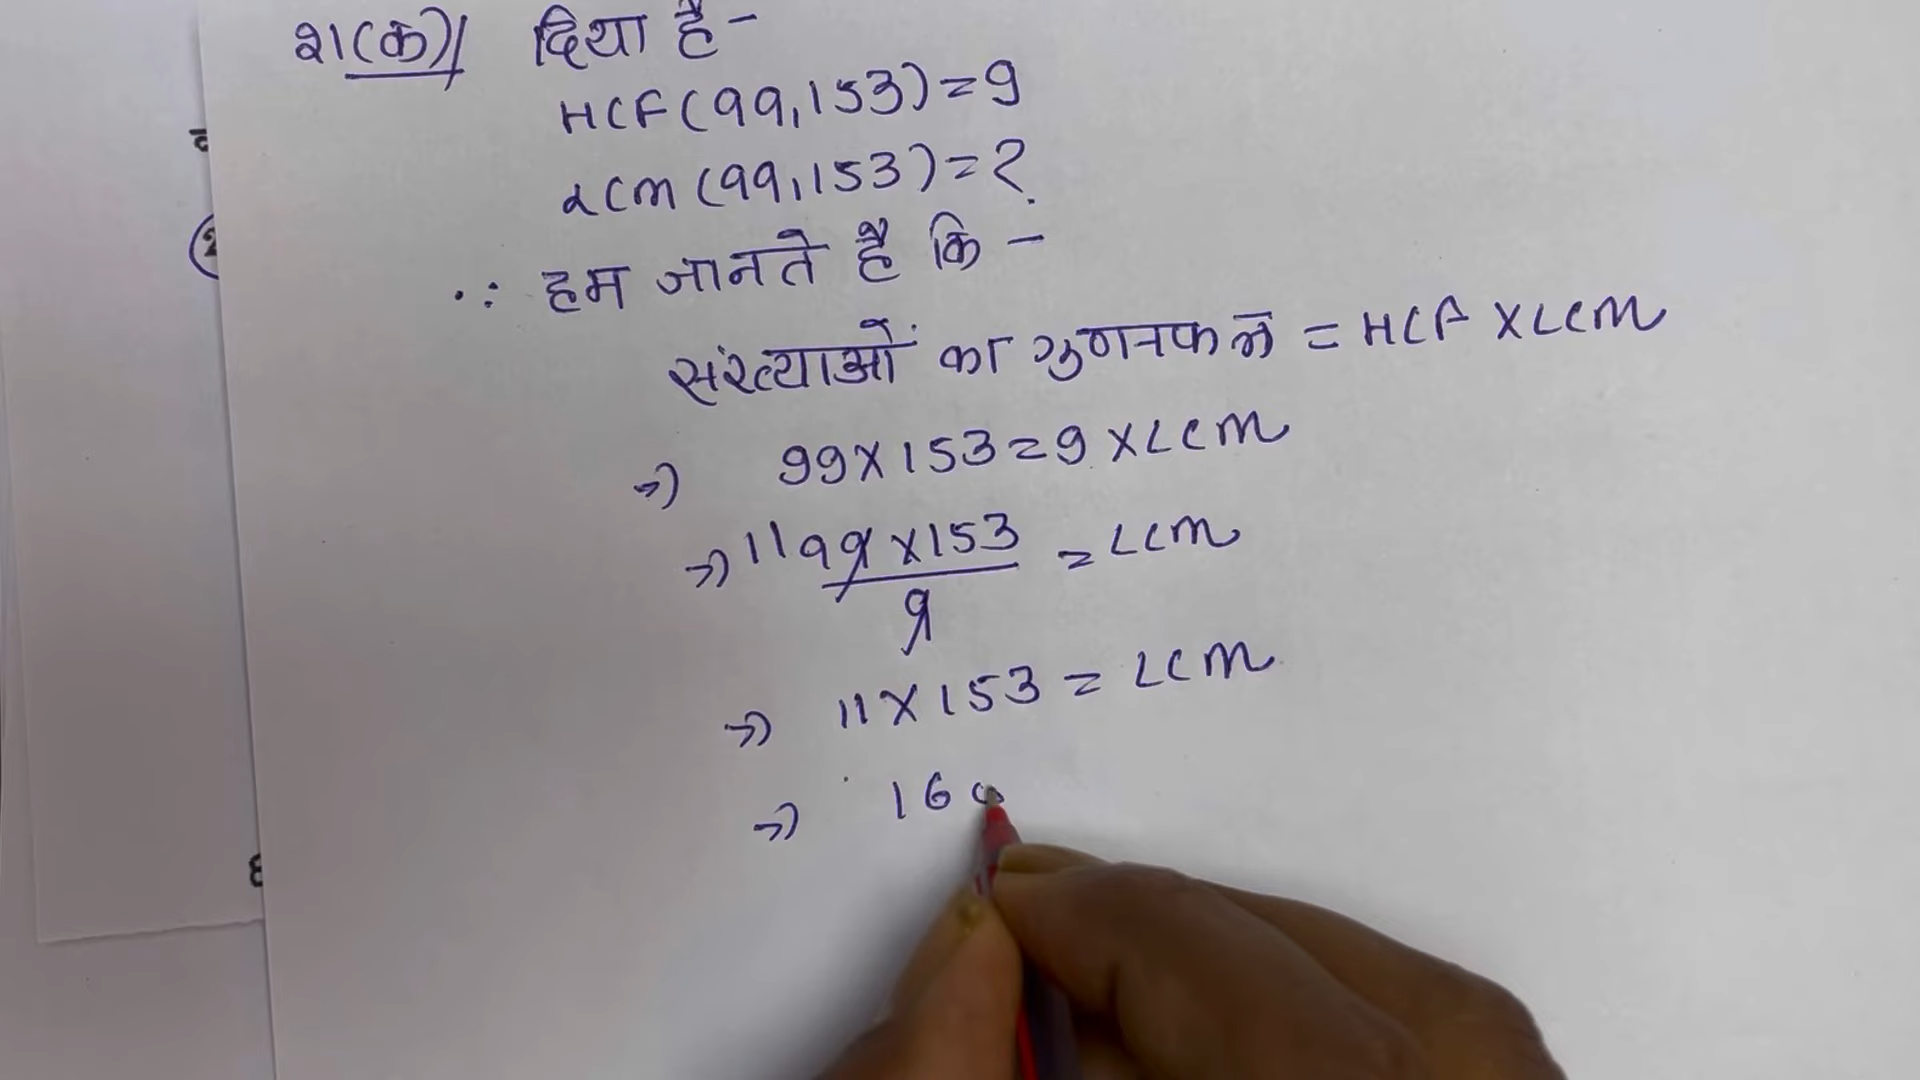 २।(क)/ दिया है -
HCF(99,153)=9
LCM(99,153)=?
∵ हम जानते है कि -
संख्याओं का गुणनफल = HCF × LCM
⇒ 99×153=9×LCM
⇒ 11 99×153 / 9 = LCM
⇒ 11×153 = LCM
⇒ 16